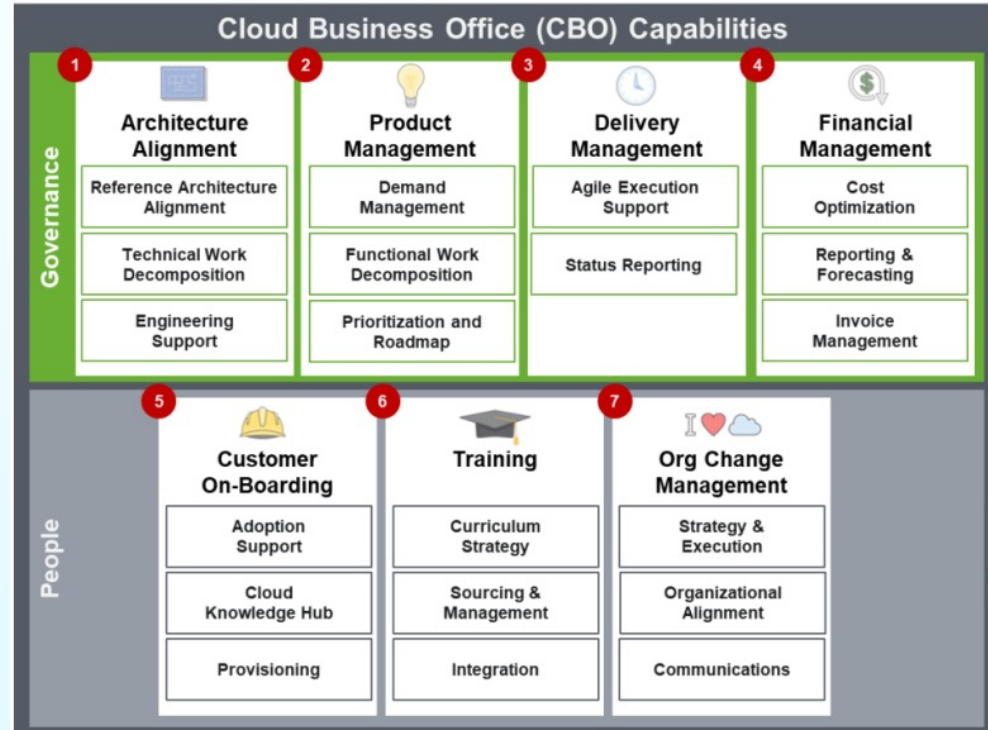 Cloud Business Office (CBO) Capabilities
Governance
1
Architecture
Alignment
Reference Architecture
Alignment
Technical Work
Decomposition
Engineering
Support
2
Product
Management
Demand
Management
Functional Work
Decomposition
Prioritization and
Roadmap
3
Delivery
Management
Agile Execution
Support
Status Reporting
4
$
Financial
Management
Cost
Optimization
Reporting &
Forecasting
Invoice
Management
People
5
Customer
On-Boarding
Adoption
Support
Cloud
Knowledge Hub
Provisioning
6
Training
Curriculum
Strategy
Sourcing &
Management
Integration
7
I
Org Change
Management
Strategy &
Execution
Organizational
Alignment
Communications